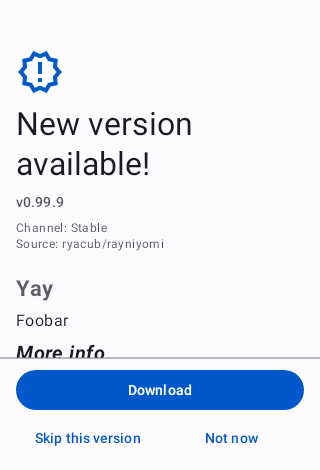 New version
available!
v0.99.9
Channel: Stable
Source: ryacub/rayniyomi
Yay
Foobar
More info
Download
Skip this version
Not now